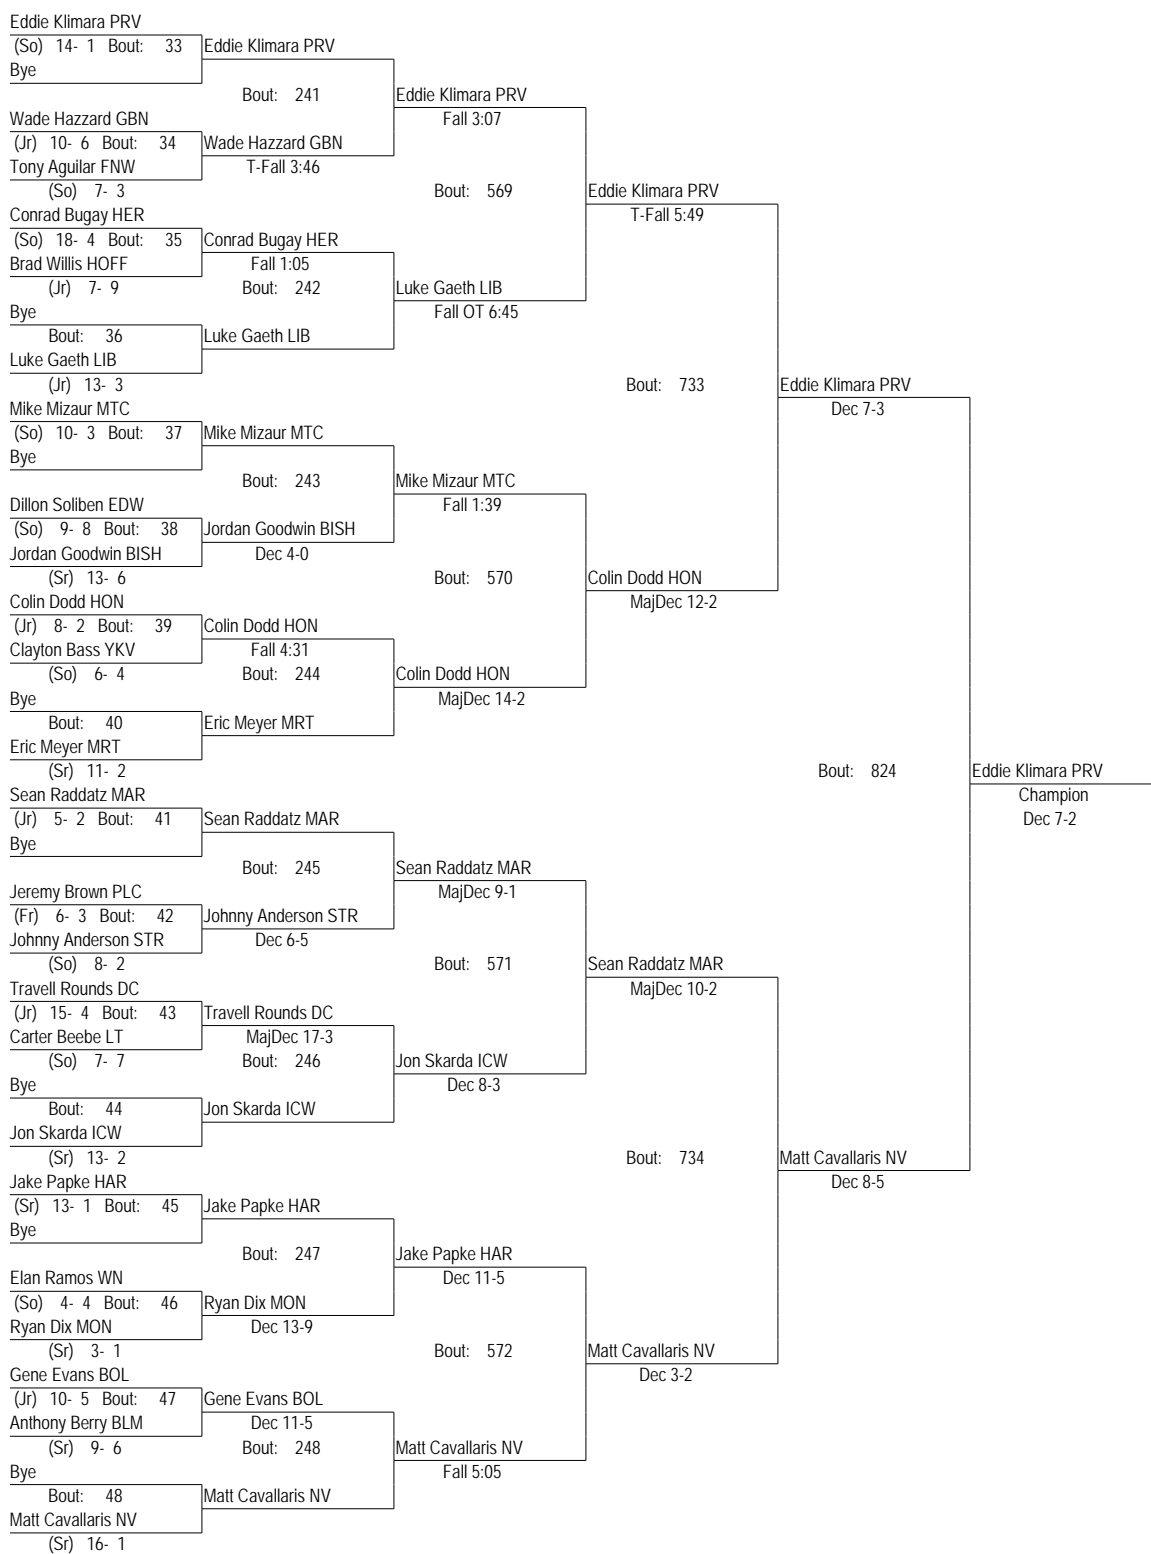 Eddie Klimara PRV
(So) 14- 1 Bout: 33
Eddie Klimara PRV
Bye
Bout: 241
Eddie Klimara PRV
Wade Hazzard GBN
Fall 3:07
(Jr) 10- 6 Bout: 34
Wade Hazzard GBN
Tony Aguilar FNW
T-Fall 3:46
(So) 7- 3
Bout: 569
Eddie Klimara PRV
Conrad Bugay HER
T-Fall 5:49
(So) 18- 4 Bout: 35
Conrad Bugay HER
Brad Willis HOFF
Fall 1:05
(Jr) 7- 9
Bout: 242
Luke Gaeth LIB
Bye
Fall OT 6:45
Bout: 36
Luke Gaeth LIB
Luke Gaeth LIB
(Jr) 13- 3
Bout: 733
Eddie Klimara PRV
Mike Mizaur MTC
Dec 7-3
(So) 10- 3 Bout: 37
Mike Mizaur MTC
Bye
Bout: 243
Mike Mizaur MTC
Dillon Soliben EDW
Fall 1:39
(So) 9- 8 Bout: 38
Jordan Goodwin BISH
Jordan Goodwin BISH
Dec 4-0
(Sr) 13- 6
Bout: 570
Colin Dodd HON
Colin Dodd HON
MajDec 12-2
(Jr) 8- 2 Bout: 39
Colin Dodd HON
Clayton Bass YKV
Fall 4:31
(So) 6- 4
Bout: 244
Colin Dodd HON
Bye
MajDec 14-2
Bout: 40
Eric Meyer MRT
Eric Meyer MRT
(Sr) 11- 2
Bout: 824
Eddie Klimara PRV
Sean Raddatz MAR
Champion
(Jr) 5- 2 Bout: 41
Sean Raddatz MAR
Dec 7-2
Bye
Bout: 245
Sean Raddatz MAR
Jeremy Brown PLC
MajDec 9-1
(Fr) 6- 3 Bout: 42
Johnny Anderson STR
Johnny Anderson STR
Dec 6-5
(So) 8- 2
Bout: 571
Sean Raddatz MAR
Travell Rounds DC
MajDec 10-2
(Jr) 15- 4 Bout: 43
Travell Rounds DC
Carter Beebe LT
MajDec 17-3
(So) 7- 7
Bout: 246
Jon Skarda ICW
Bye
Dec 8-3
Bout: 44
Jon Skarda ICW
Jon Skarda ICW
(Sr) 13- 2
Bout: 734
Matt Cavallaris NV
Jake Papke HAR
Dec 8-5
(Sr) 13- 1 Bout: 45
Jake Papke HAR
Bye
Bout: 247
Jake Papke HAR
Elan Ramos WN
Dec 11-5
(So) 4- 4 Bout: 46
Ryan Dix MON
Ryan Dix MON
Dec 13-9
(Sr) 3- 1
Bout: 572
Matt Cavallaris NV
Gene Evans BOL
Dec 3-2
(Jr) 10- 5 Bout: 47
Gene Evans BOL
Anthony Berry BLM
Dec 11-5
(Sr) 9- 6
Bout: 248
Matt Cavallaris NV
Bye
Fall 5:05
Bout: 48
Matt Cavallaris NV
Matt Cavallaris NV
(Sr) 16- 1